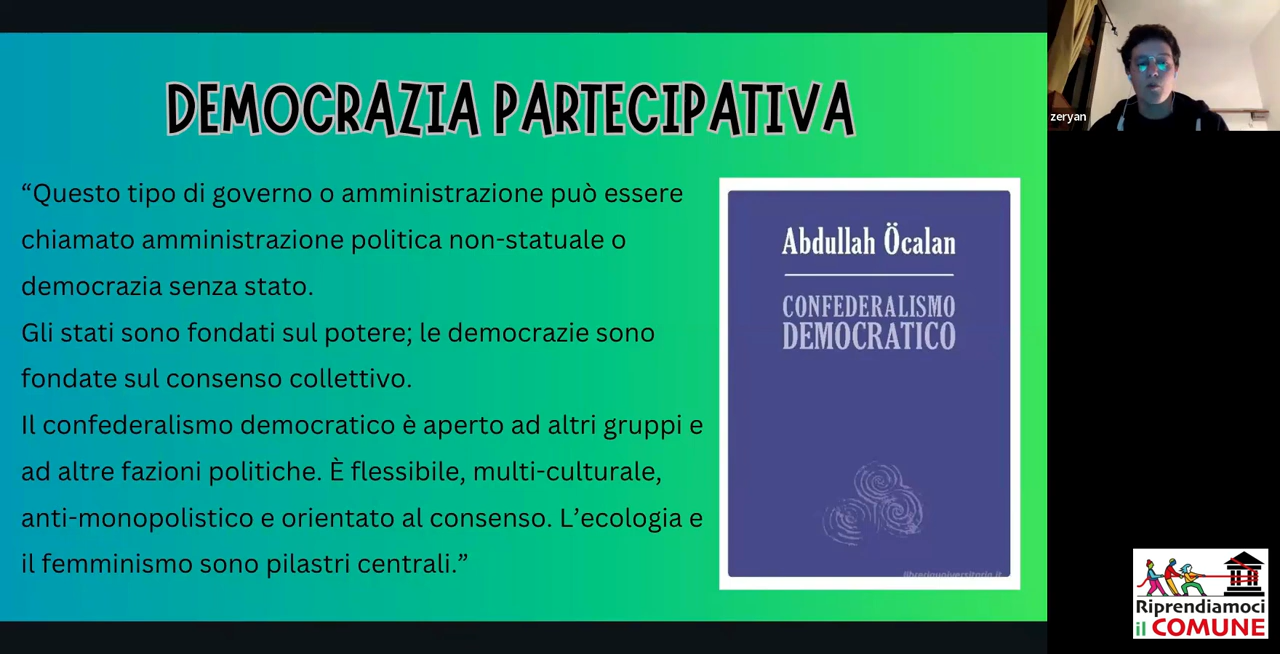 DEMOCRAZIA PARTECIPATIVA
“Questo tipo di governo o amministrazione può essere
chiamato amministrazione politica non-statuale o
democrazia senza stato.
Gli stati sono fondati sul potere; le democrazie sono
fondate sul consenso collettivo.
Il confederalismo democratico è aperto ad altri gruppi e
ad altre fazioni politiche. È flessibile, multi-culturale,
anti-monopolistico e orientato al consenso. L’ecologia e
il femminismo sono pilastri centrali.”
Abdullah Öcalan
CONFEDERALISMO
DEMOCRATICO
libreriauniversitaria.it
zeryan
Riprendiamoci
il COMUNE